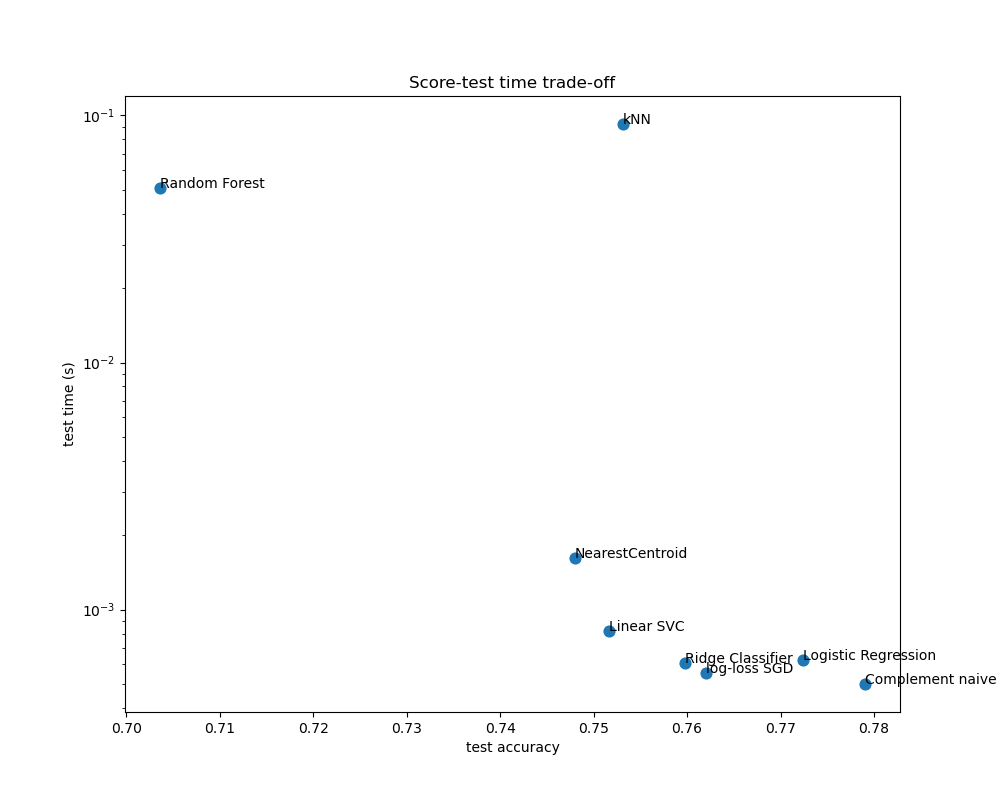 Score-test time trade-off
10⁻¹
kNN
Random Forest
10⁻²
test time (s)
NearestCentroid
10⁻³
Linear SVC
Ridge Classifier
Logistic Regression
log-loss SGD
Complement naive
0.70 0.71 0.72 0.73 0.74 0.75 0.76 0.77 0.78
test accuracy